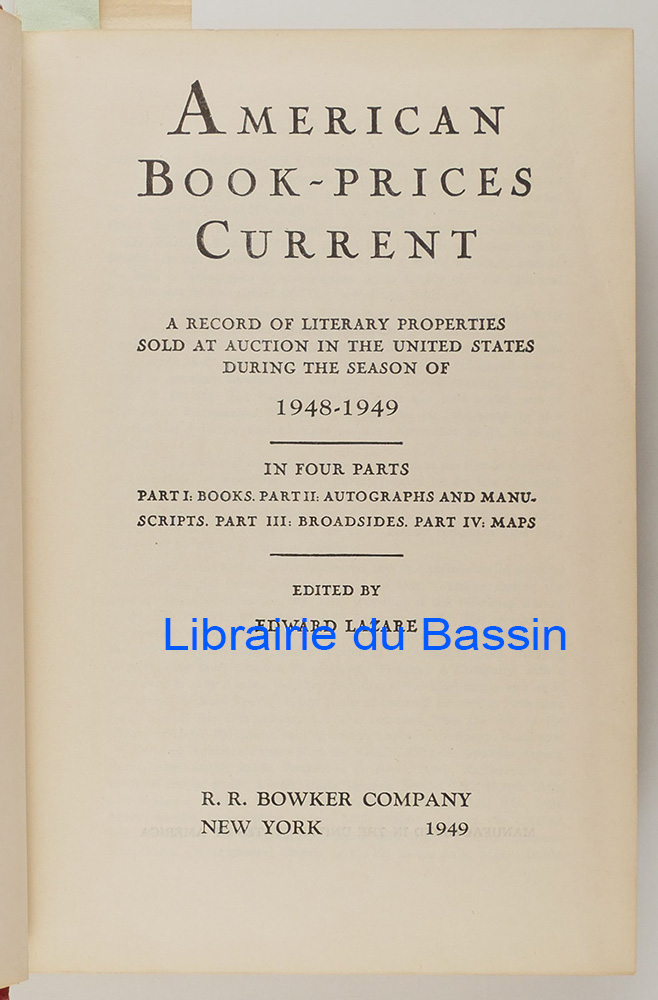 AMERICAN
BOOK-PRICES
CURRENT
A RECORD OF LITERARY PROPERTIES
SOLD AT AUCTION IN THE UNITED STATES
DURING THE SEASON OF
1948-1949
IN FOUR PARTS
PART I: BOOKS. PART II: AUTOGRAPHS AND MANU-
SCRIPTS. PART III: BROADSIDES. PART IV: MAPS
EDITED BY
EDWARD LAZARE
Librairie du Bassin
R. R. BOWKER COMPANY
NEW YORK 1949